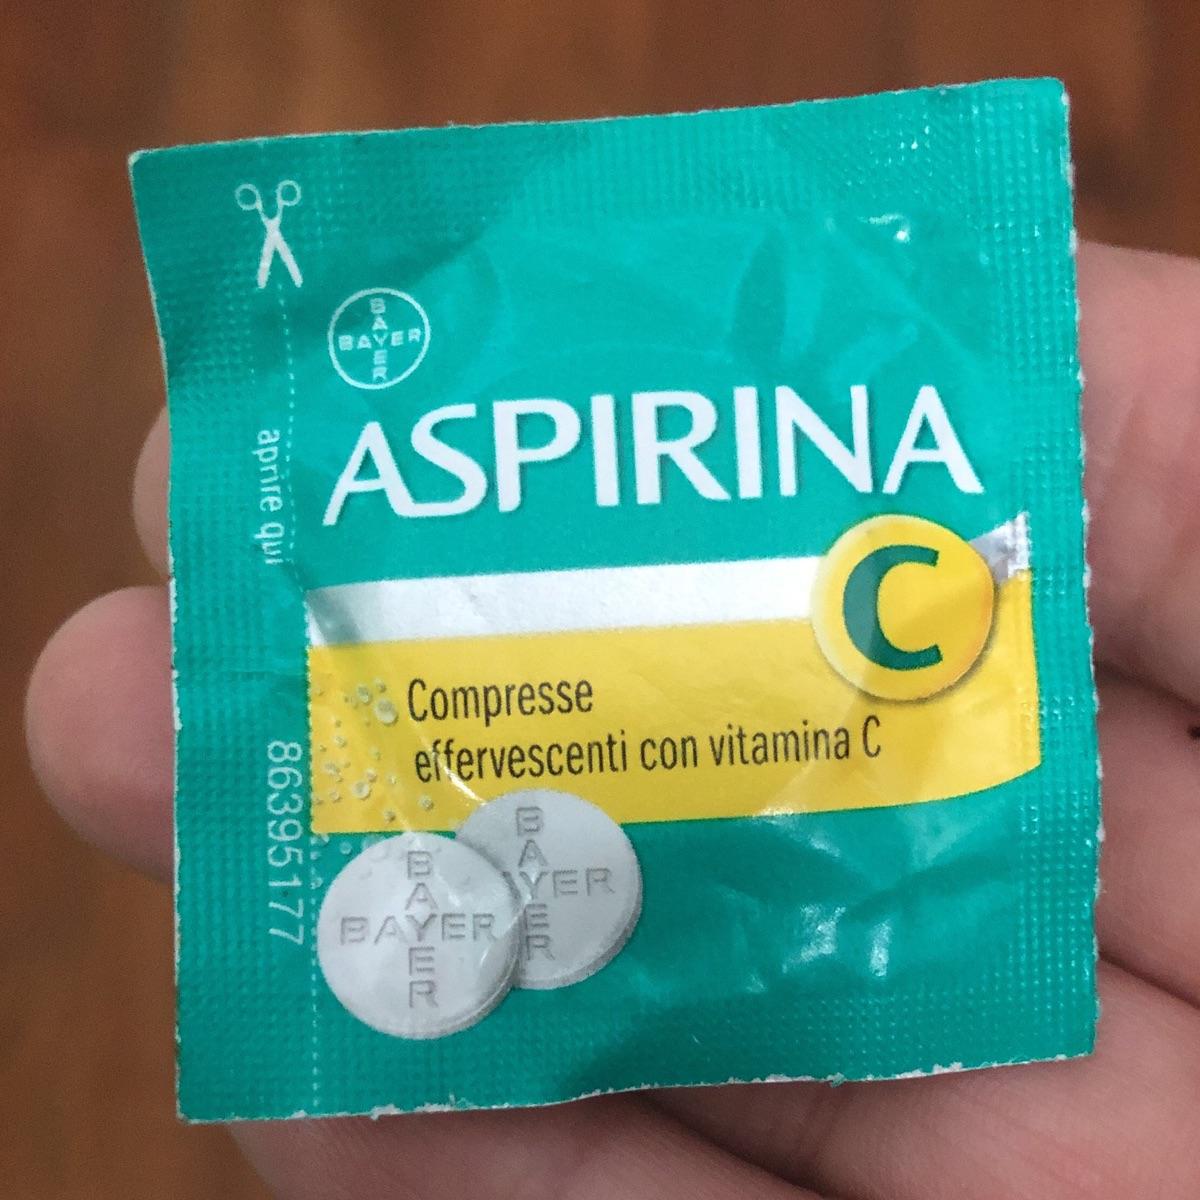 BAYER
BAYER
ASPIRINA
C
Compresse
effervescenti con vitamina C
BAYER
BAYER
BAYER
BAYER
aprire qui
86395177